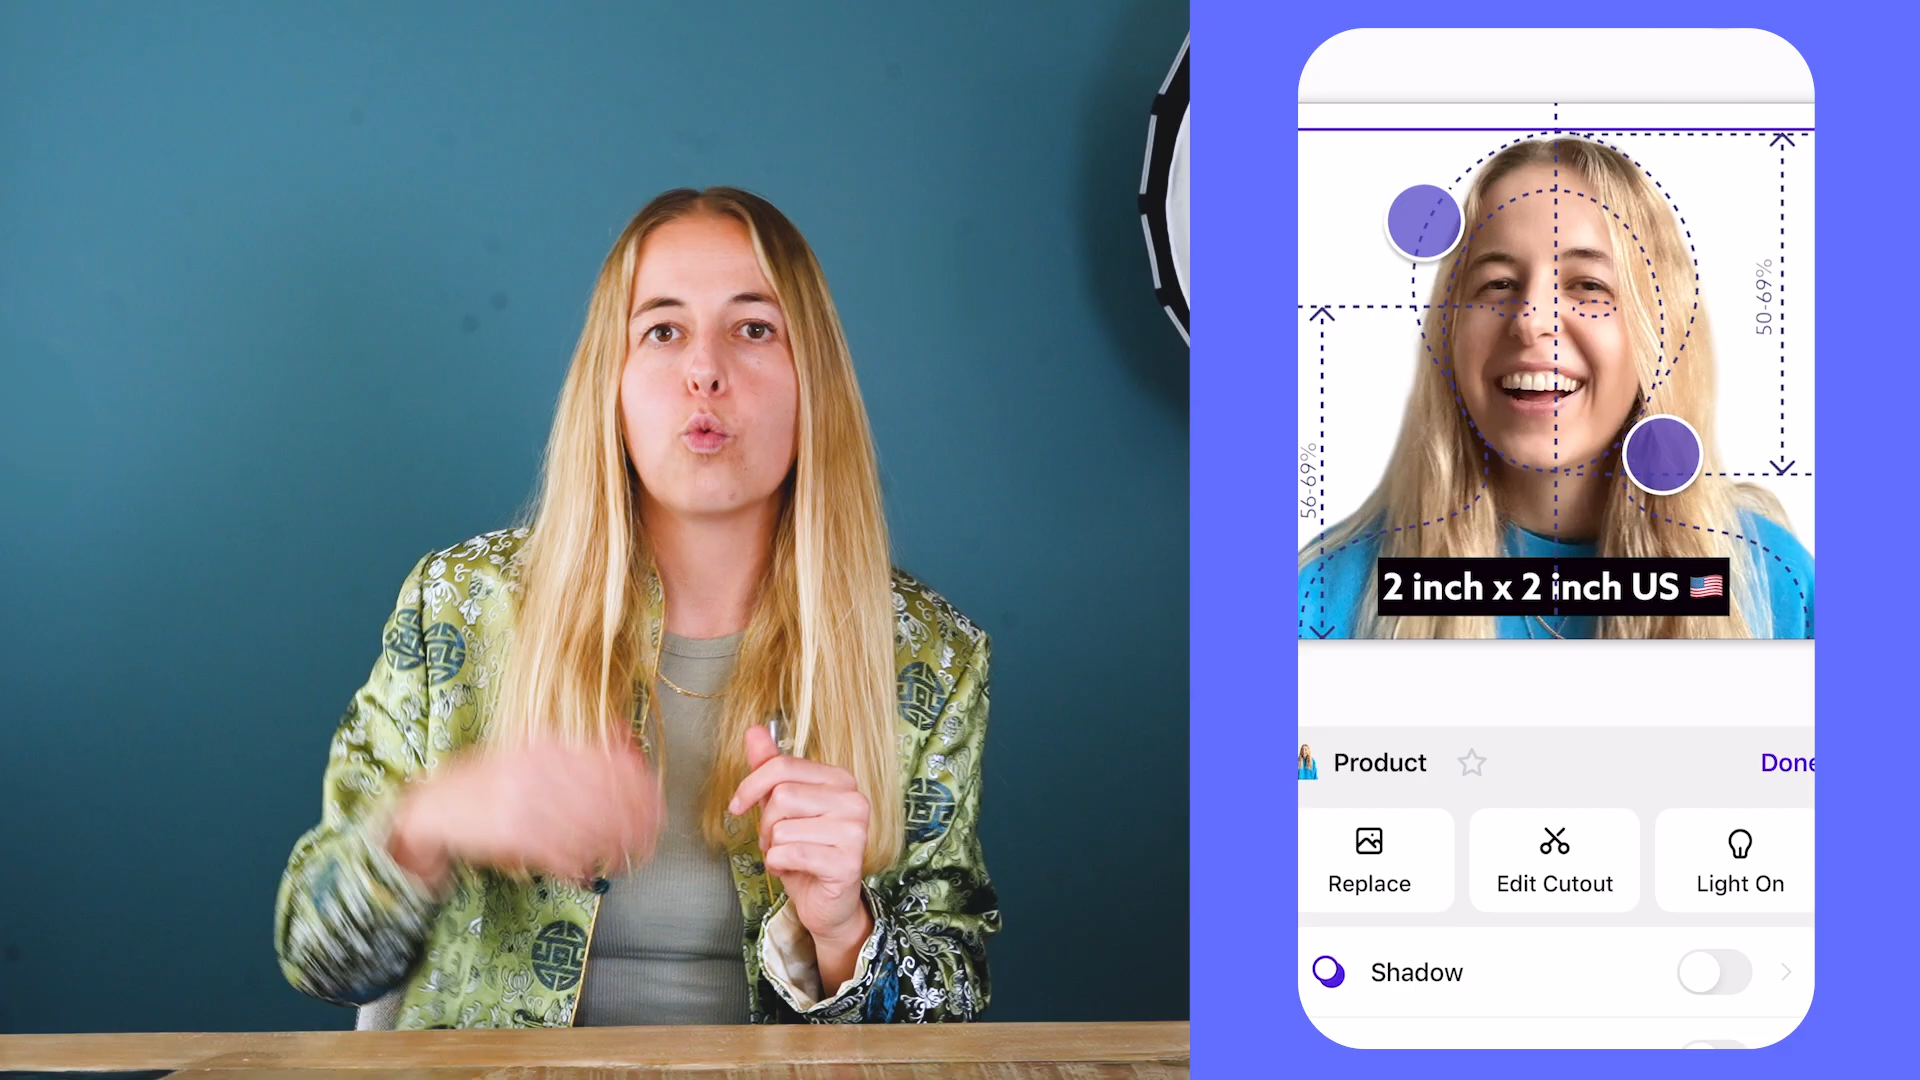 50-69%
56-69%
2 inch x 2 inch US 🇺🇸
Product
Done
Replace
Edit Cutout
Light On
Shadow